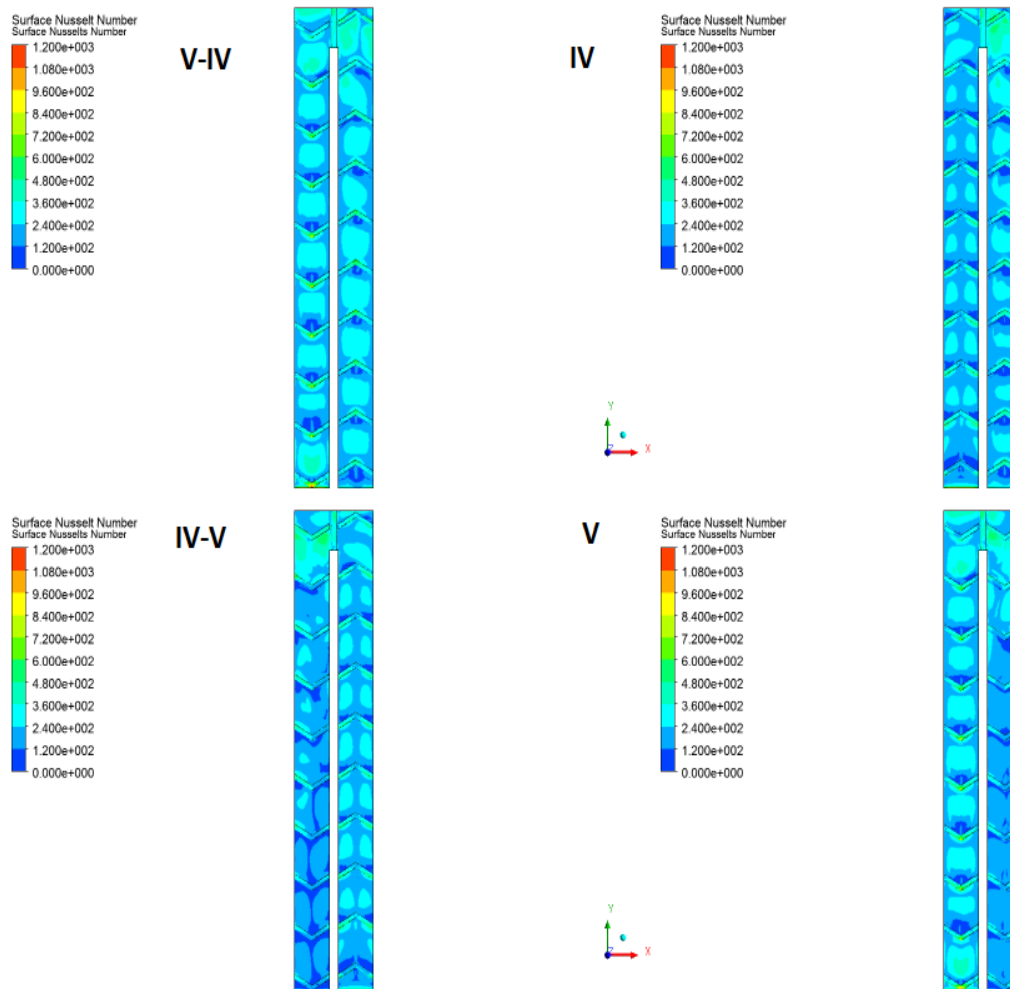 Surface Nusselt Number
Surface Nusselts Number
1.200e+003
1.080e+003
9.600e+002
8.400e+002
7.200e+002
6.000e+002
4.800e+002
3.600e+002
2.400e+002
1.200e+002
0.000e+000
V-IV
Surface Nusselt Number
Surface Nusselts Number
1.200e+003
1.080e+003
9.600e+002
8.400e+002
7.200e+002
6.000e+002
4.800e+002
3.600e+002
2.400e+002
1.200e+002
0.000e+000
IV
Y
Z
X
Surface Nusselt Number
Surface Nusselts Number
1.200e+003
1.080e+003
9.600e+002
8.400e+002
7.200e+002
6.000e+002
4.800e+002
3.600e+002
2.400e+002
1.200e+002
0.000e+000
IV-V
Surface Nusselt Number
Surface Nusselts Number
1.200e+003
1.080e+003
9.600e+002
8.400e+002
7.200e+002
6.000e+002
4.800e+002
3.600e+002
2.400e+002
1.200e+002
0.000e+000
V
Y
Z
X